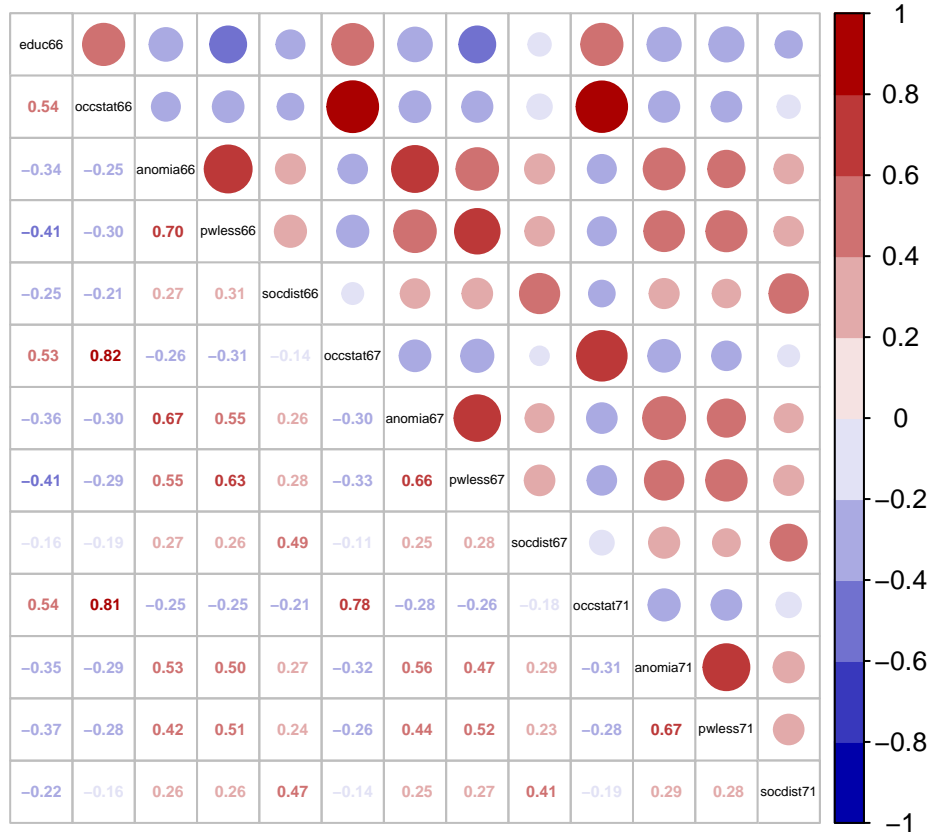 educ66
0.54 occstat66
−0.34 −0.25 anomia66
−0.41 −0.30 0.70 pwless66
−0.25 −0.21 0.27 0.31 socdist66
0.53 0.82 −0.26 −0.31 −0.14 occstat67
−0.36 −0.30 0.67 0.55 0.26 −0.30 anomia67
−0.41 −0.29 0.55 0.63 0.28 −0.33 0.66 pwless67
−0.16 −0.19 0.27 0.26 0.49 −0.11 0.25 0.28 socdist67
0.54 0.81 −0.25 −0.25 −0.21 0.78 −0.28 −0.26 −0.18 occstat71
−0.35 −0.29 0.53 0.50 0.27 −0.32 0.56 0.47 0.29 −0.31 anomia71
−0.37 −0.28 0.42 0.51 0.24 −0.26 0.44 0.52 0.23 −0.28 0.67 pwless71
−0.22 −0.16 0.26 0.26 0.47 −0.14 0.25 0.27 0.41 −0.19 0.29 0.28 socdist71
1
0.8
0.6
0.4
0.2
0
−0.2
−0.4
−0.6
−0.8
−1